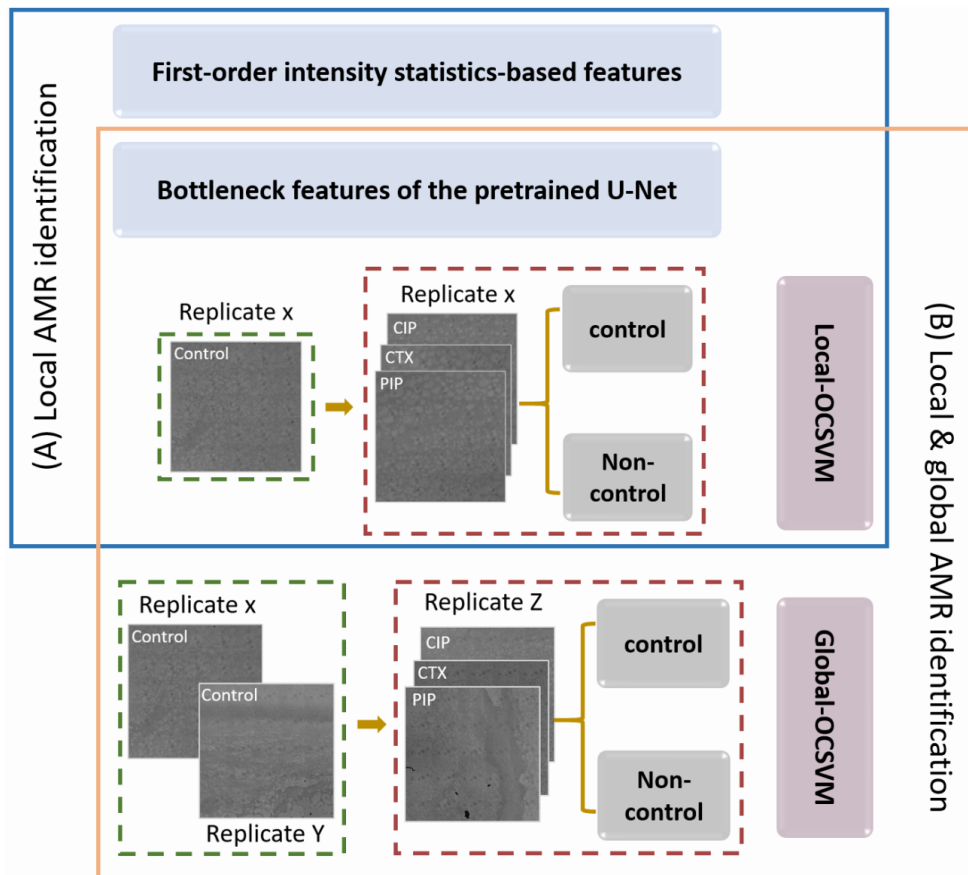 First-order intensity statistics-based features
Bottleneck features of the pretrained U-Net
(A) Local AMR identification
Replicate x
Control
Replicate x
CIP
CTX
PIP
control
Non-
control
Local-OCSVM
(B) Local & global AMR identification
Replicate x
Control
Control
Replicate Y
Replicate Z
CIP
CTX
PIP
control
Non-
control
Global-OCSVM